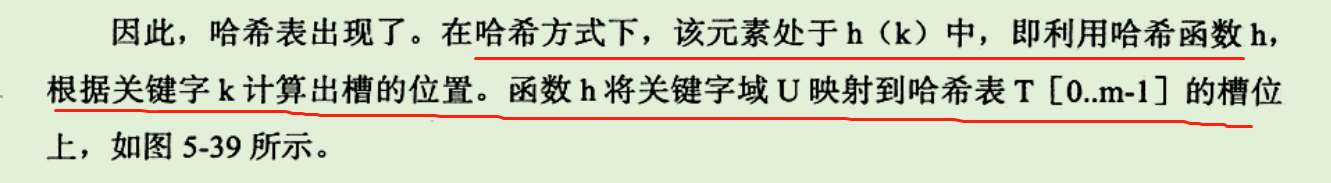 因此，哈希表出现了。在哈希方式下，该元素处于 h（k）中，即利用哈希函数 h，
根据关键字 k 计算出槽的位置。函数 h 将关键字域 U 映射到哈希表 T［0..m-1］的槽位
上，如图 5-39 所示。